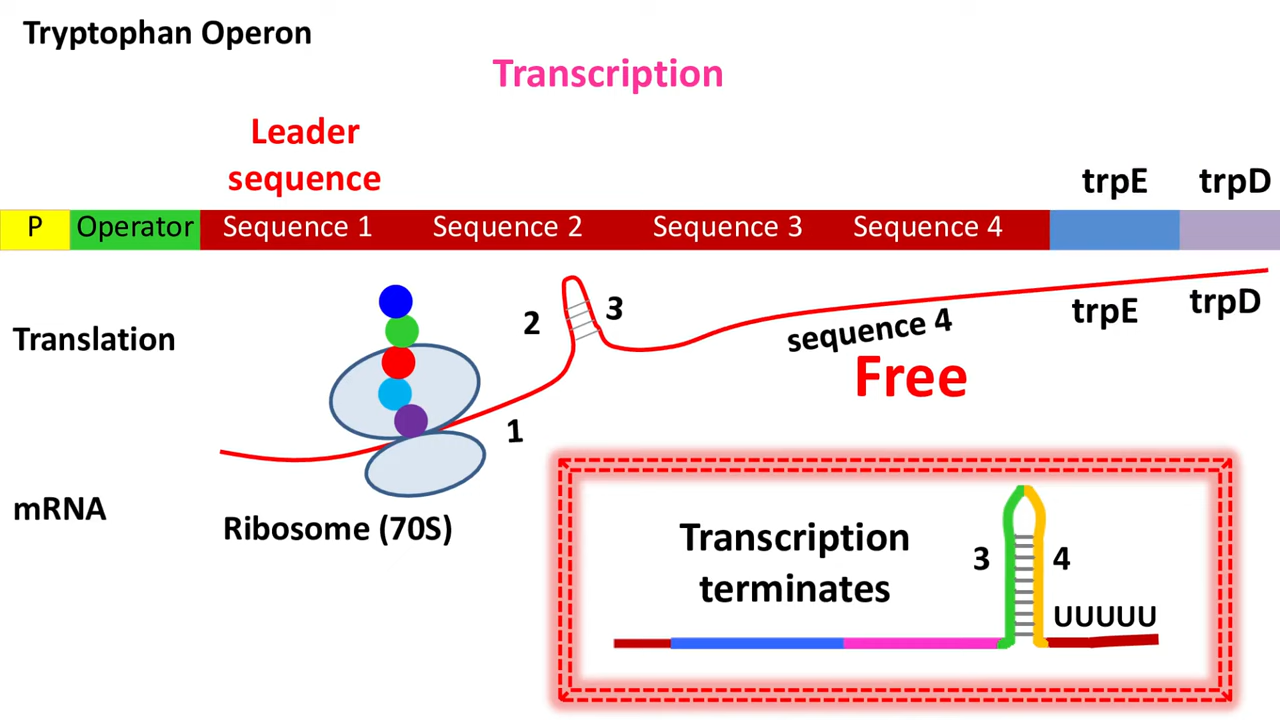 Tryptophan Operon
Transcription
Leader
sequence
trpE
trpD
P
Operator
Sequence 1
Sequence 2
Sequence 3
Sequence 4
Translation
2
3
sequence 4
trpE
trpD
Free
1
mRNA
Ribosome (70S)
Transcription
terminates
3
4
UUUUU